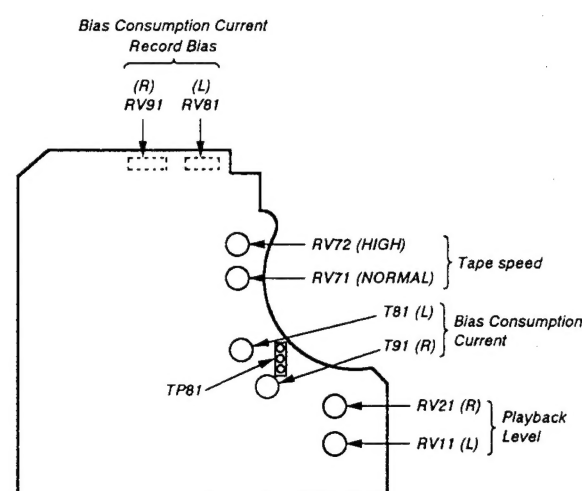 Bias Consumption Current
Record Bias
(R) (L)
RV91 RV81
RV72 (HIGH)
RV71 (NORMAL)
Tape speed
T81 (L)
T91 (R)
Bias Consumption
Current
TP81
RV21 (R)
RV11 (L)
Playback
Level